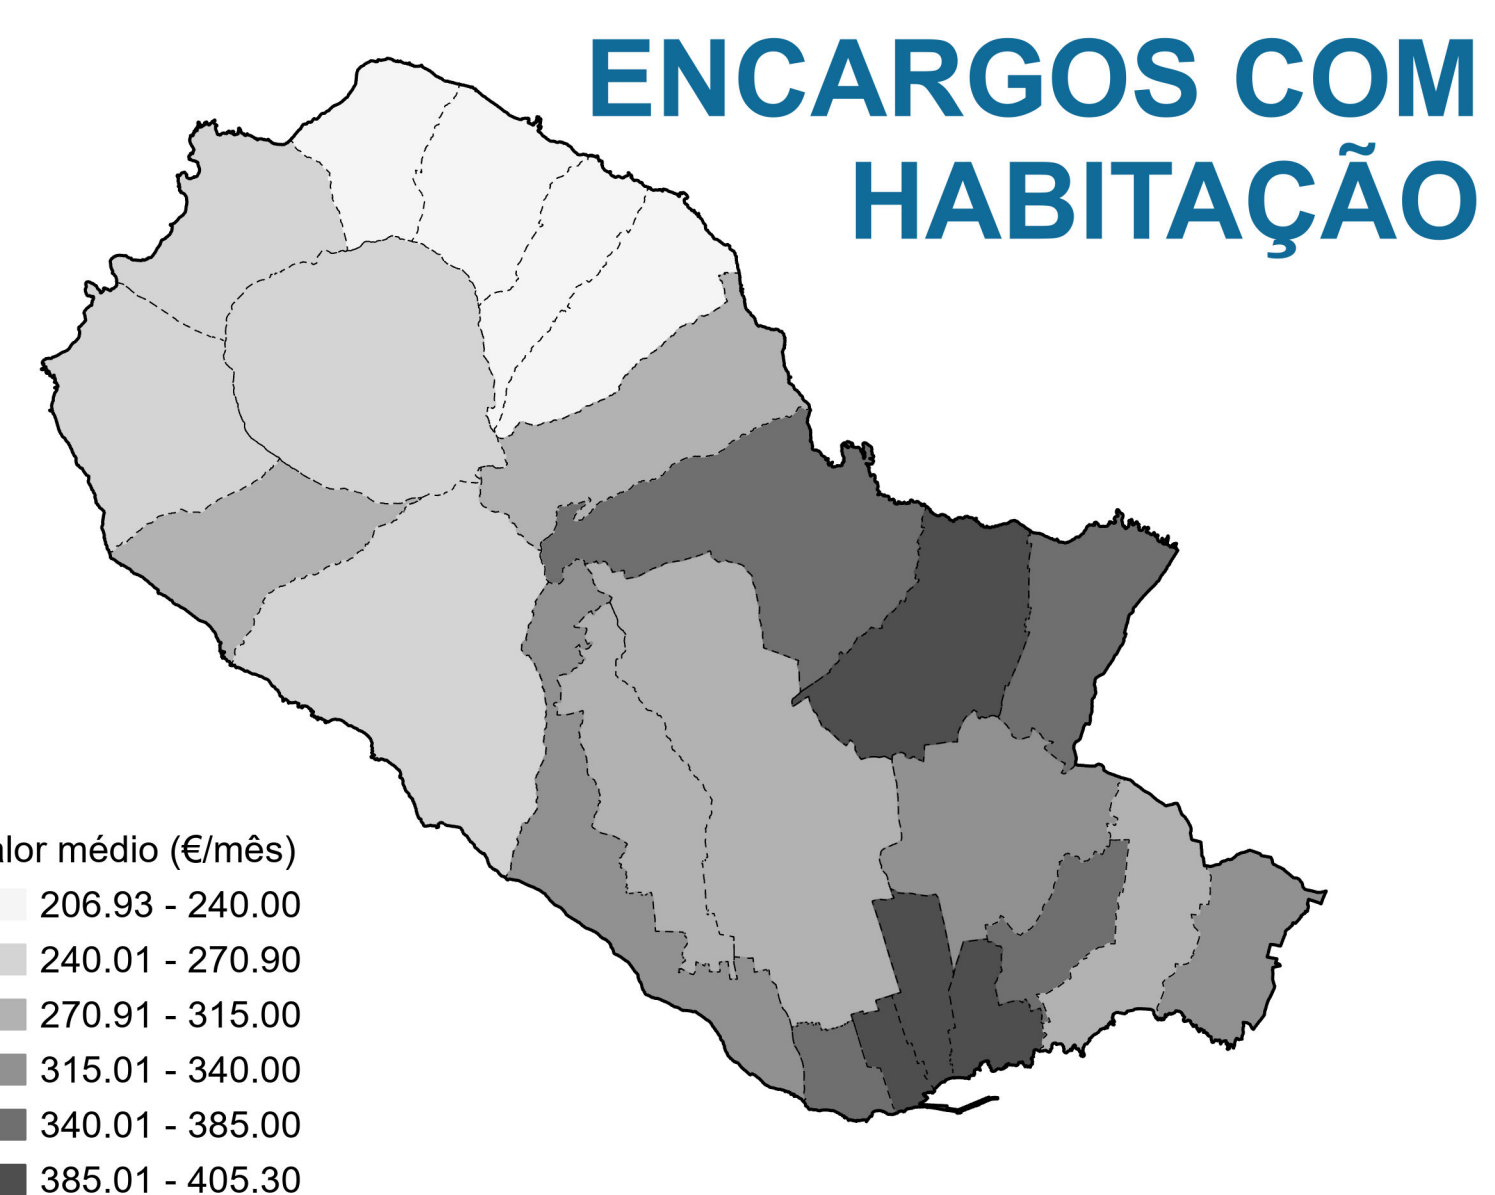 ENCARGOS COM
HABITAÇÃO
alor médio (€/mês)
206.93 - 240.00
240.01 - 270.90
270.91 - 315.00
315.01 - 340.00
340.01 - 385.00
385.01 - 405.30